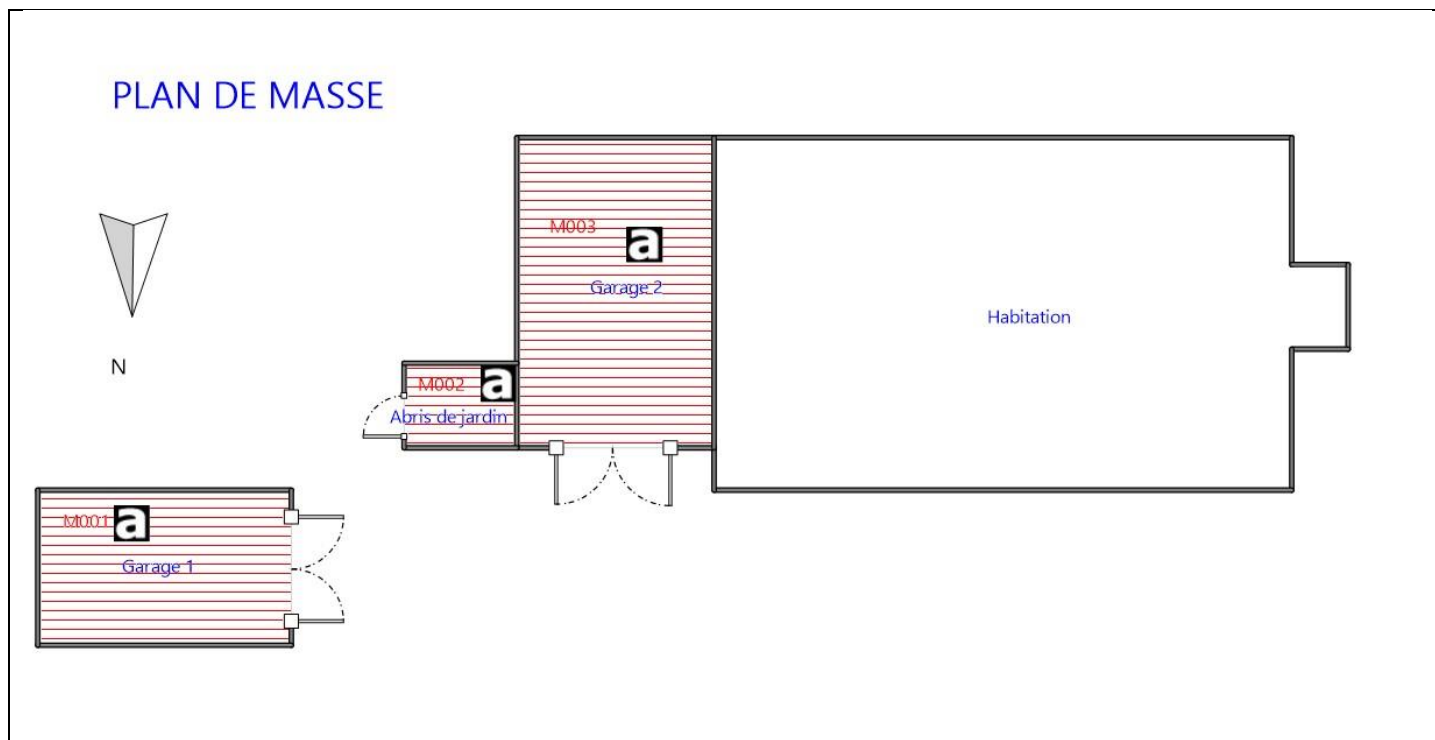 PLAN DE MASSE
M003
a
Garage 2
Habitation
N
M002
a
Abris de jardin
M001
a
Garage 1